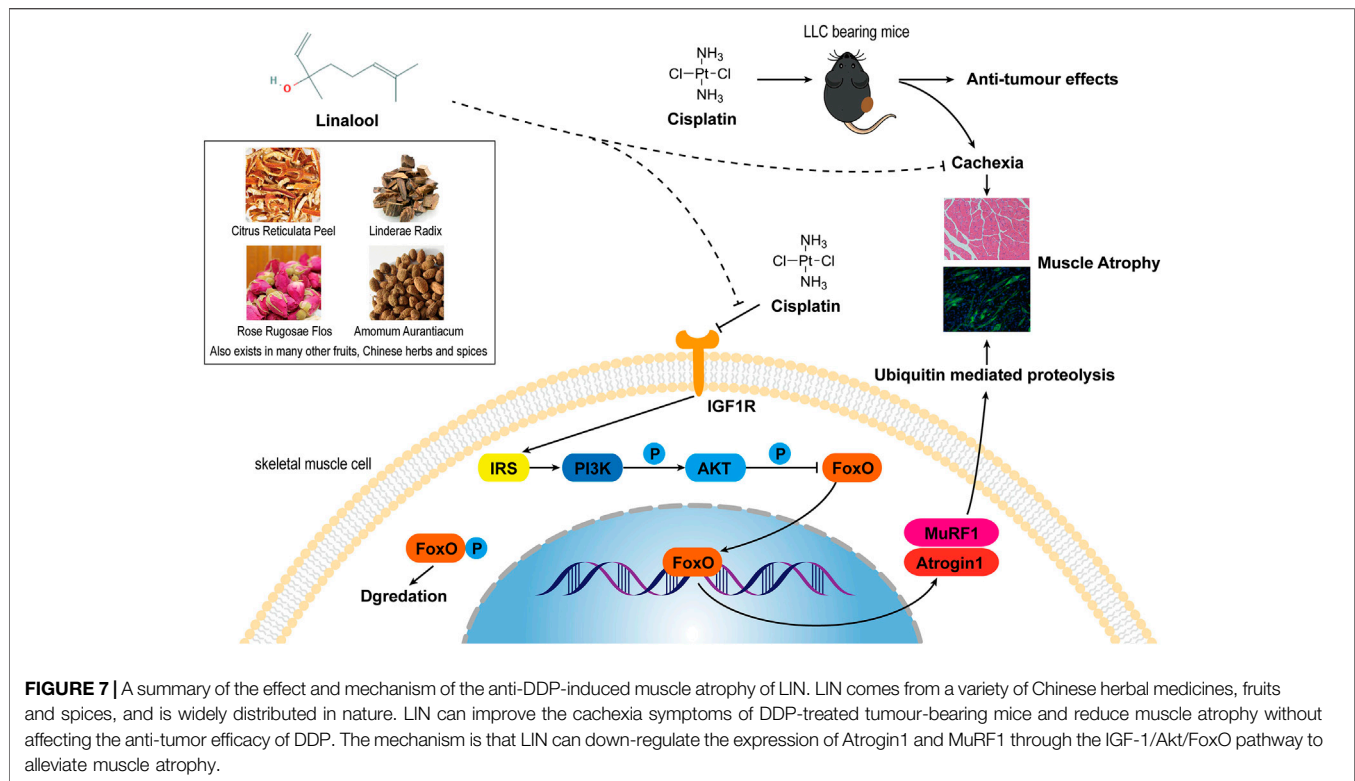 LLC bearing mice
H
O
Linalool
NH3
Cl—Pt—Cl
NH3
Cisplatin
Anti-tumour effects
Cachexia
Citrus Reticulata Peel
Linderae Radix
Rose Rugosae Flos
Amomum Aurantiacum
Also exists in many other fruits, Chinese herbs and spices
NH3
Cl—Pt—Cl
NH3
Cisplatin
Muscle Atrophy
Ubiquitin mediated proteolysis
IGF1R
skeletal muscle cell
IRS
PI3K
P
AKT
P
FoxO
FoxO P
Dgredation
FoxO
MuRF1
Atrogin1
FIGURE 7 | A summary of the effect and mechanism of the anti-DDP-induced muscle atrophy of LIN. LIN comes from a variety of Chinese herbal medicines, fruits
and spices, and is widely distributed in nature. LIN can improve the cachexia symptoms of DDP-treated tumour-bearing mice and reduce muscle atrophy without
affecting the anti-tumor efficacy of DDP. The mechanism is that LIN can down-regulate the expression of Atrogin1 and MuRF1 through the IGF-1/Akt/FoxO pathway to
alleviate muscle atrophy.